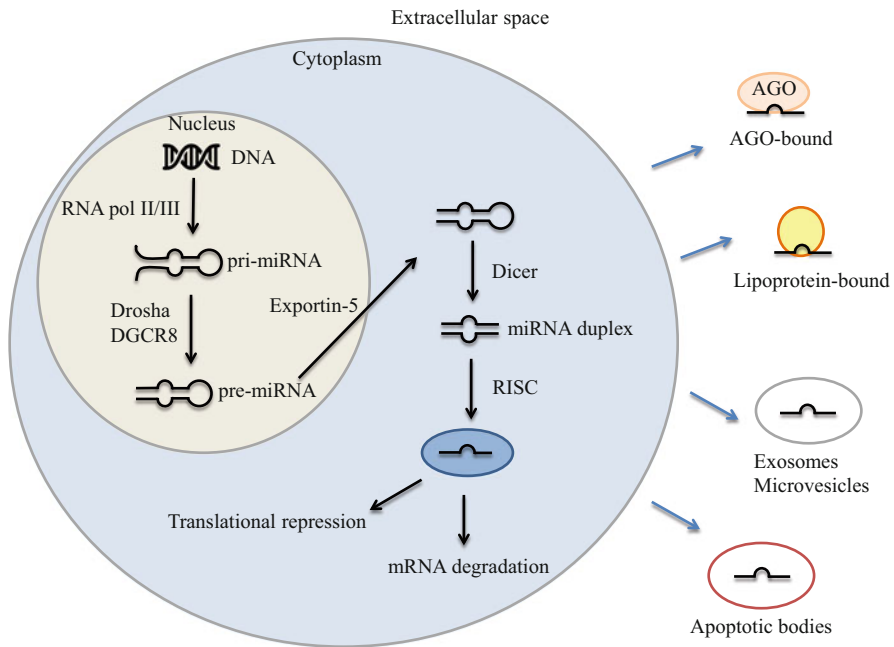 Extracellular space
Cytoplasm
Nucleus
DNA
RNA pol II/III
pri-miRNA
Drosha
DGCR8
pre-miRNA
Exportin-5
Dicer
miRNA duplex
RISC
Translational repression
mRNA degradation
AGO
AGO-bound
Lipoprotein-bound
Exosomes
Microvesicles
Apoptotic bodies